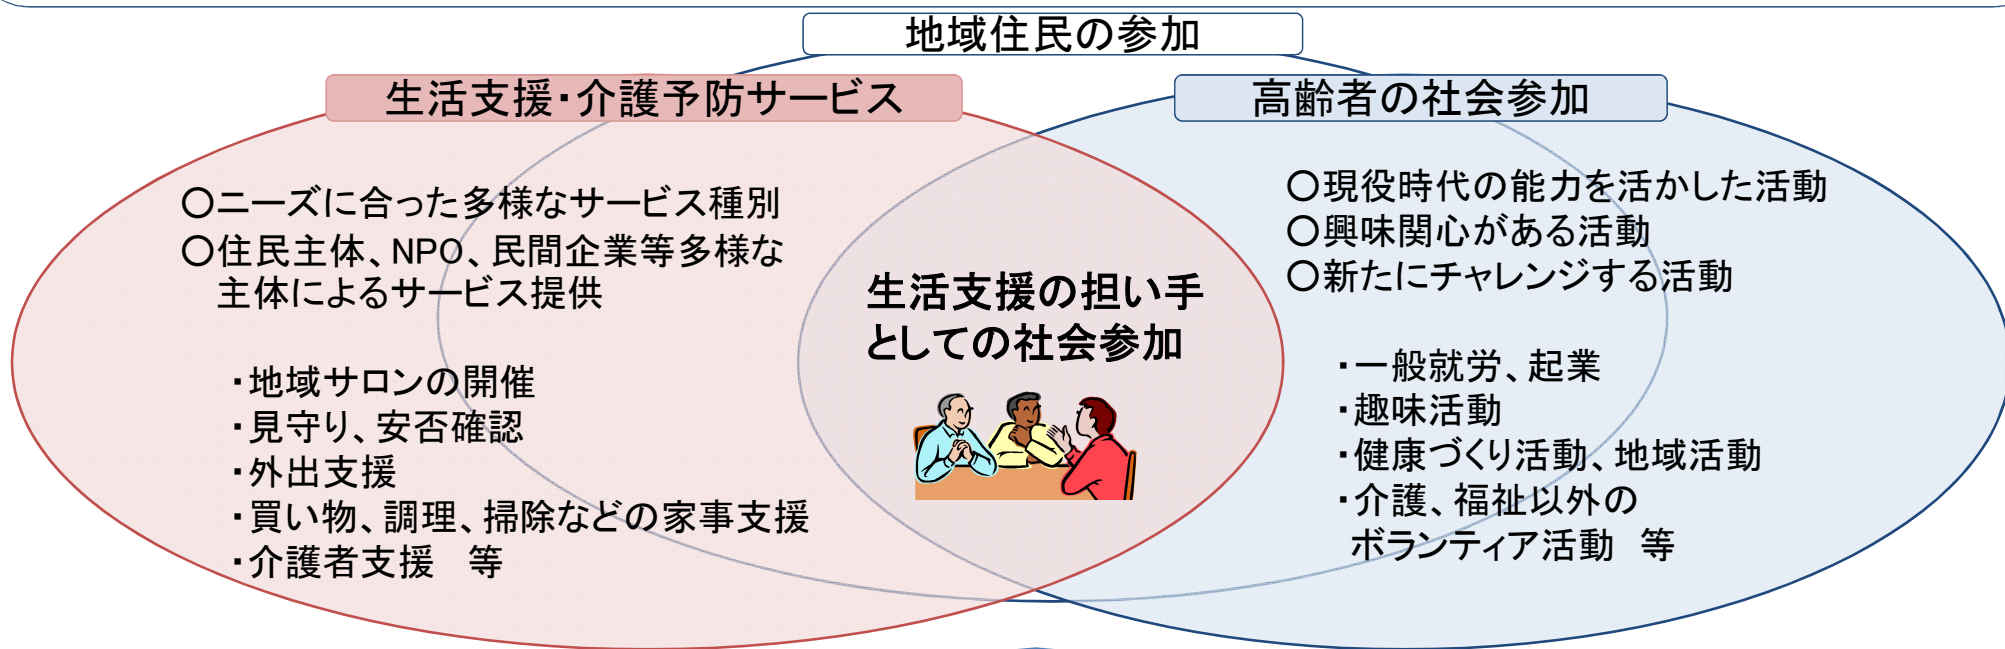 地域住民の参加
生活支援・介護予防サービス
○ニーズに合った多様なサービス種別
○住民主体、NPO、民間企業等多様な
主体によるサービス提供
・地域サロンの開催
・見守り、安否確認
・外出支援
・買い物、調理、掃除などの家事支援
・介護者支援　等
生活支援の担い手
としての社会参加
高齢者の社会参加
○現役時代の能力を活かした活動
○興味関心がある活動
○新たにチャレンジする活動
・一般就労、起業
・趣味活動
・健康づくり活動、地域活動
・介護、福祉以外の
ボランティア活動　等